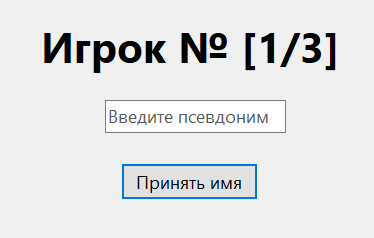 Игрок № [1/3]
Введите псевдоним
Принять имя